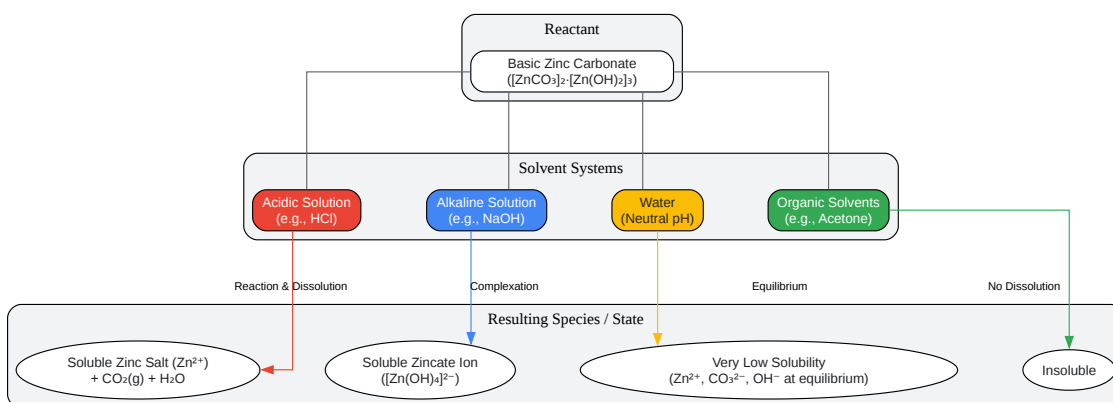 Reactant
Basic Zinc Carbonate
([ZnCO₃]₂·[Zn(OH)₂]₃)
Solvent Systems
Acidic Solution
(e.g., HCl)
Alkaline Solution
(e.g., NaOH)
Water
(Neutral pH)
Organic Solvents
(e.g., Acetone)
Reaction & Dissolution
Complexation
Equilibrium
No Dissolution
Resulting Species / State
Soluble Zinc Salt (Zn²⁺)
+ CO₂(g) + H₂O
Soluble Zincate Ion
([Zn(OH)₄]²⁻)
Very Low Solubility
(Zn²⁺, CO₃²⁻, OH⁻ at equilibrium)
Insoluble